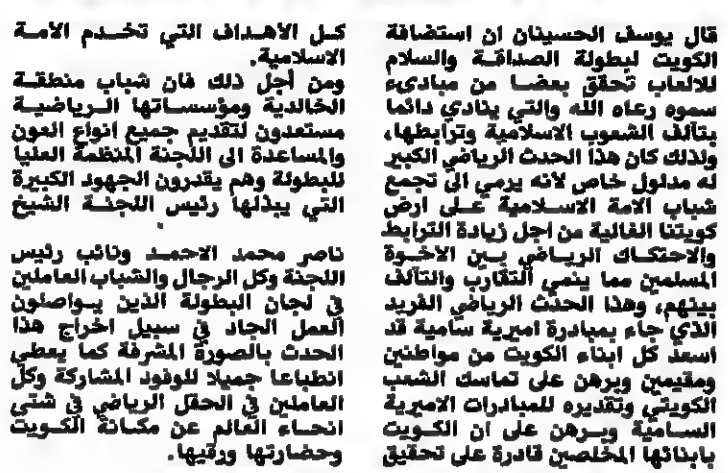 قال يوسف الحسينان ان استضافة
الكويت لبطولة الصداقة والسلام
للالعاب تحقق بعضا من مبادىء
سموه رعاه الله والتي ينادي دائما
بتآلف الشعوب الاسلامية وترابطها،
ولذلك كان هذا الحدث الرياضي الكبير
له مدلول خاص لانه يرمي الى تجمع
شباب الامة الاسلامية على ارض
كويتنا الغالية من اجل زيادة الترابط
والاحتكاك الرياضي بين الاخوة
المسلمين مما ينمي التقارب والتآلف
بينهم، وهذا الحدث الرياضي الفريد
الذي جاء بمبادرة اميرية سامية قد
اسعد كل ابناء الكويت من مواطنين
ومقيمين وبرهن على تماسك الشعب
الكويتي وتقديره للمبادرات الاميرية
السامية وبرهن على ان الكويت
بابنائها المخلصين قادرة على تحقيق
كل الأهداف التي تخدم الأمة
الاسلامية.
ومن أجل ذلك فان شباب منطقة
الخالدية ومؤسساتها الرياضية
مستعدون لتقديم جميع انواع العون
والمساعدة الى اللجنة المنظمة العليا
للبطولة وهم يقدرون الجهود الكبيرة
التي يبذلها رئيس اللجنة الشيخ
ناصر محمد الاحمد ونائب رئيس
اللجنة وكل الرجال والشباب العاملين
في لجان البطولة الذين يواصلون
العمل الجاد في سبيل اخراج هذا
الحدث بالصورة المشرفة كما يعطي
انطباعا جميلا للوفود المشاركة وكل
العاملين في الحقل الرياضي في شتى
انحاء العالم عن مكانة الكويت
وحضارتها ورقيها.